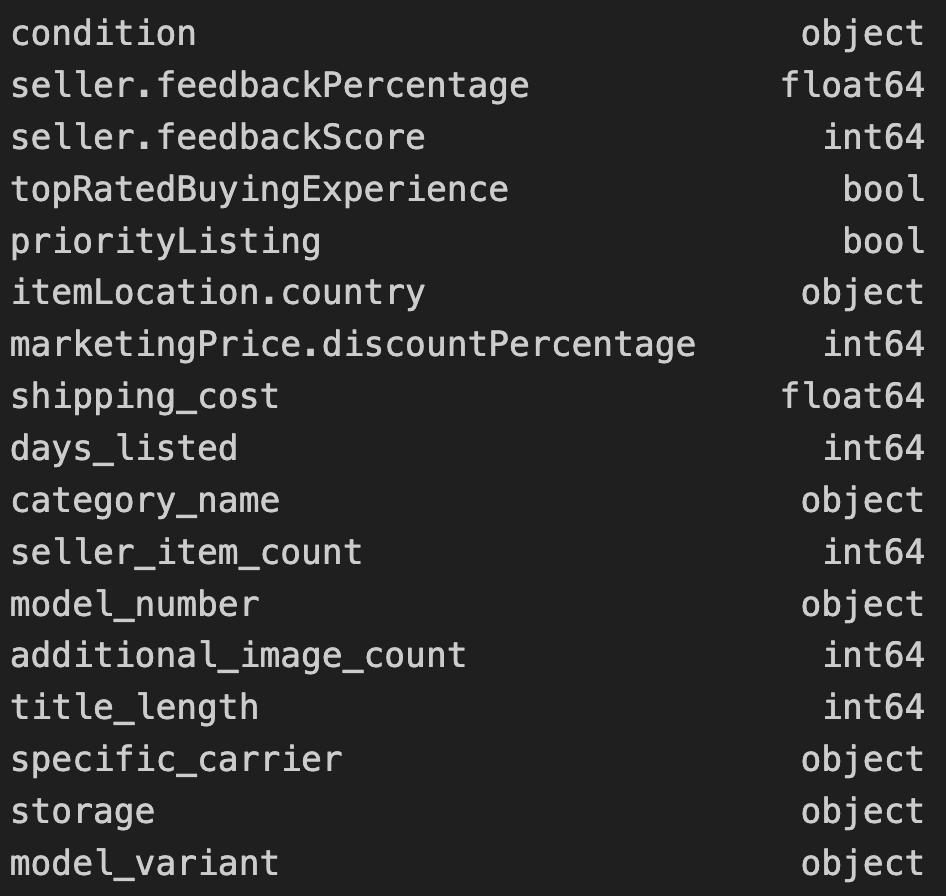 condition object
seller.feedbackPercentage float64
seller.feedbackScore int64
topRatedBuyingExperience bool
priorityListing bool
itemLocation.country object
marketingPrice.discountPercentage int64
shipping_cost float64
days_listed int64
category_name object
seller_item_count int64
model_number object
additional_image_count int64
title_length int64
specific_carrier object
storage object
model_variant object